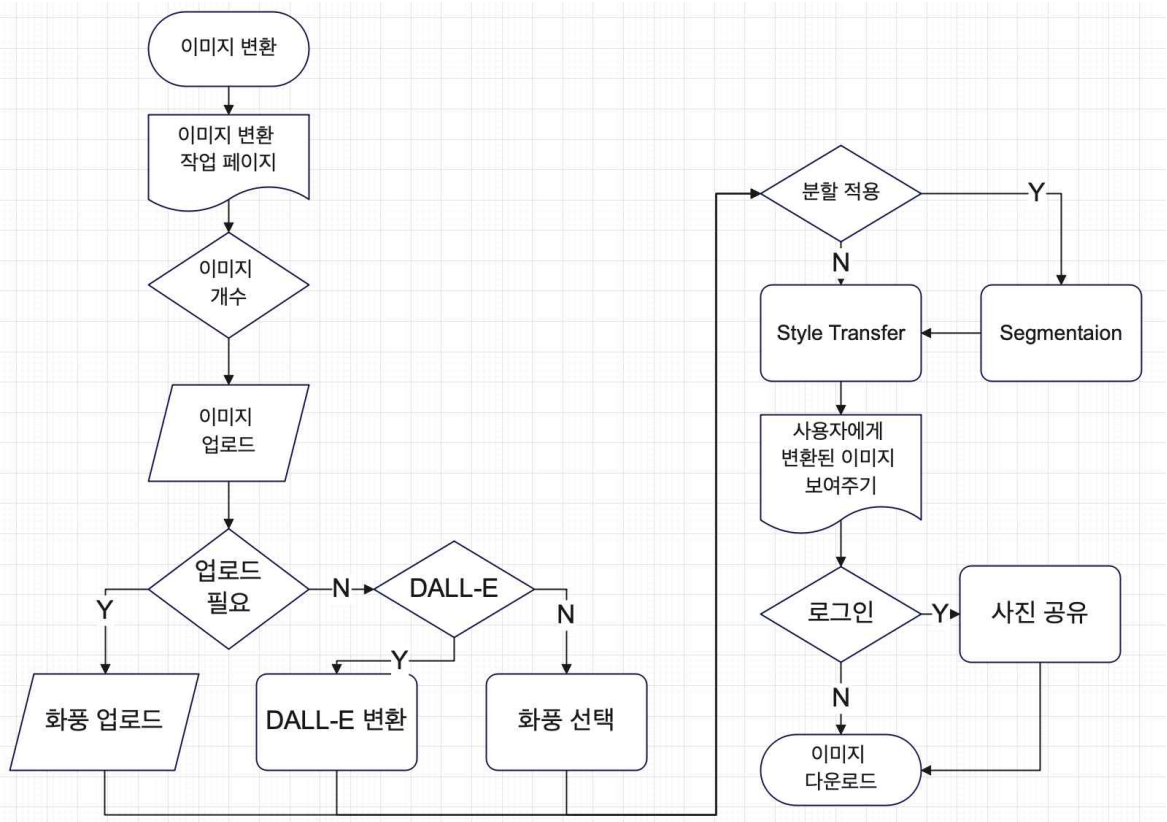 이미지 변환
이미지 변환
작업 페이지
이미지
개수
이미지
업로드
업로드
필요
Y
N
DALL-E
Y
N
화풍 업로드
DALL-E 변환
화풍 선택
분할 적용
Y
N
Style Transfer
Segmentaion
사용자에게
변환된 이미지
보여주기
로그인
Y
사진 공유
N
이미지
다운로드